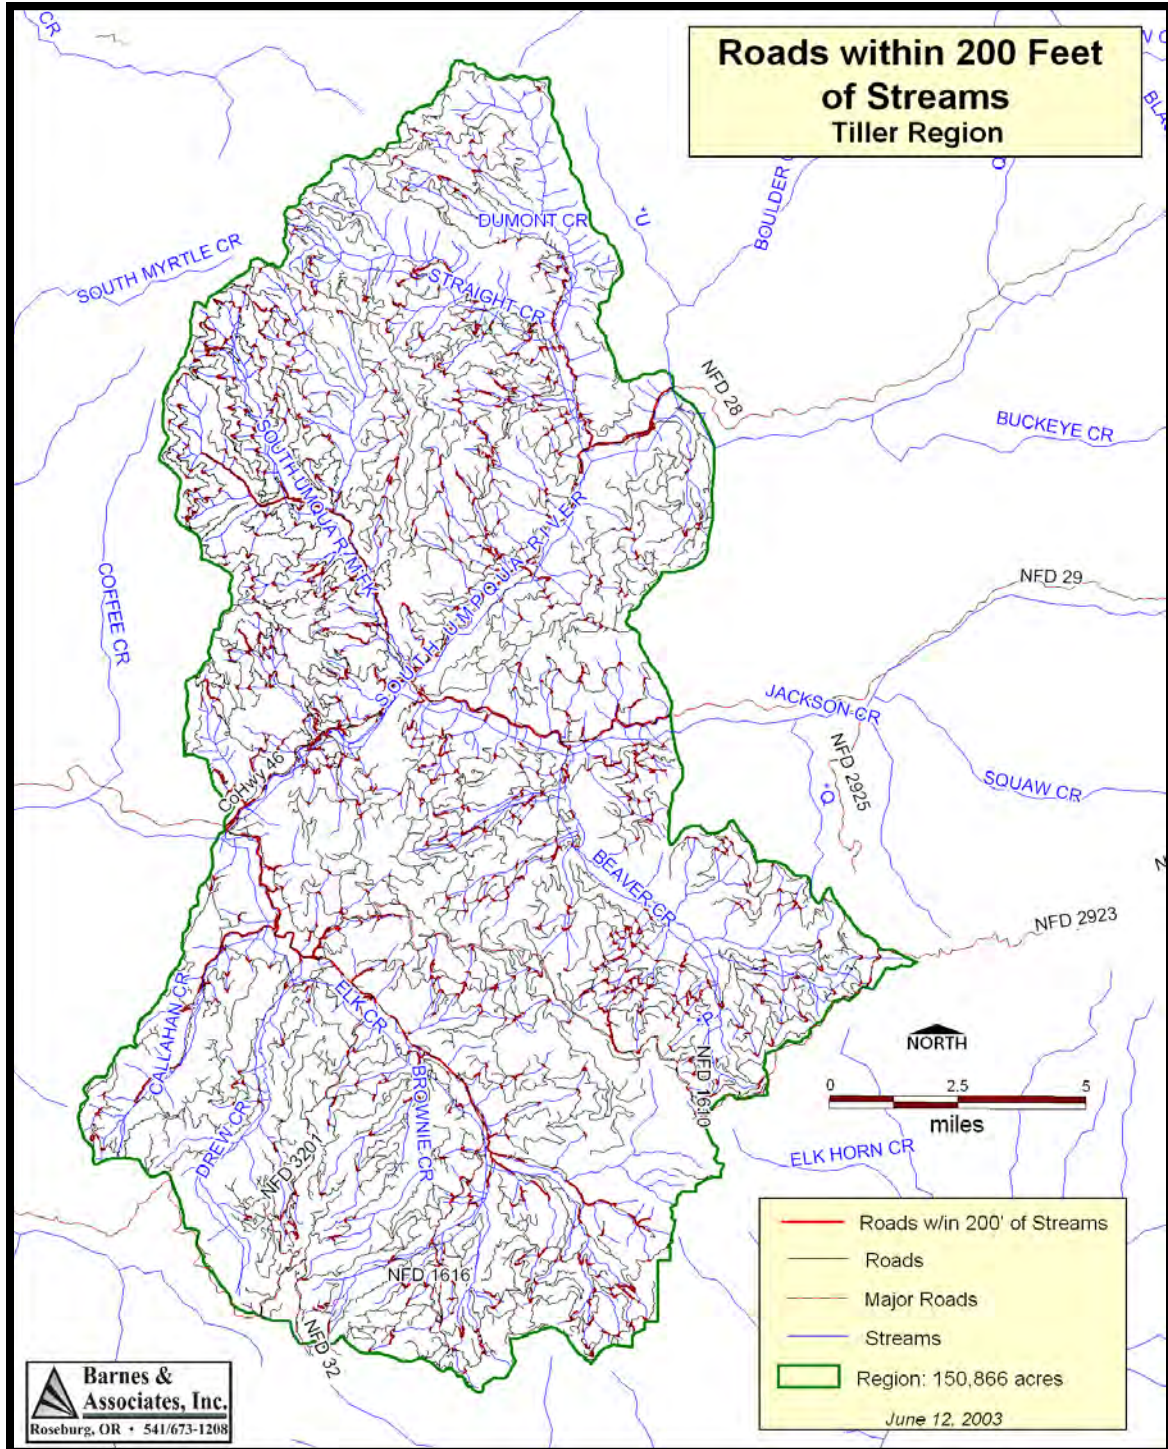 Roads within 200 Feet
of Streams
Tiller Region
CR
BOULDER
*U
Q
DUMONT CR
SOUTH MYRTLE CR
STRAIGHT CR
NFD 28
BUCKEYE CR
SOUTH UMQUA R/M FK
SOUTH UMPQUA RIVER
COFFEE CR
NFD 29
JACKSON CR
NFD 2925
*Q
SQUAW CR
CoHwy 46
BEAVER CR
NFD 2923
CALLAHAN CR
ELK CR
NORTH
NFD 1610
0 2.5 5
miles
BROWNIE CR
DREW CR
NFD 3201
ELK HORN CR
NFD 1616
NFD 32
Roads w/in 200' of Streams
Roads
Major Roads
Streams
Region: 150,866 acres
June 12, 2003
Barnes &
Associates, Inc.
Roseburg, OR • 541/673-1208